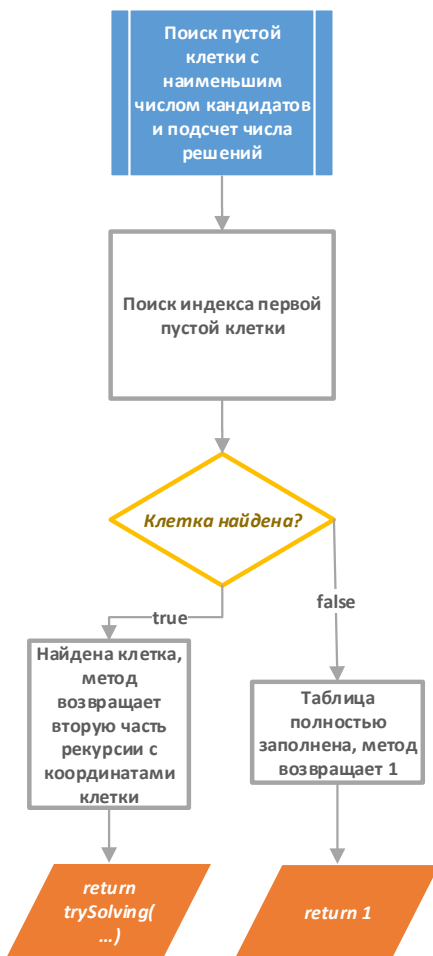 Поиск пустой
клетки с
наименьшим
числом кандидатов
и подсчет числа
решений
Поиск индекса первой
пустой клетки
Клетка найдена?
true
false
Найдена клетка,
метод
возвращает
вторую часть
рекурсии с
координатами
клетки
Таблица
полностью
заполнена, метод
возвращает 1
return
trySolving(
...)
return 1